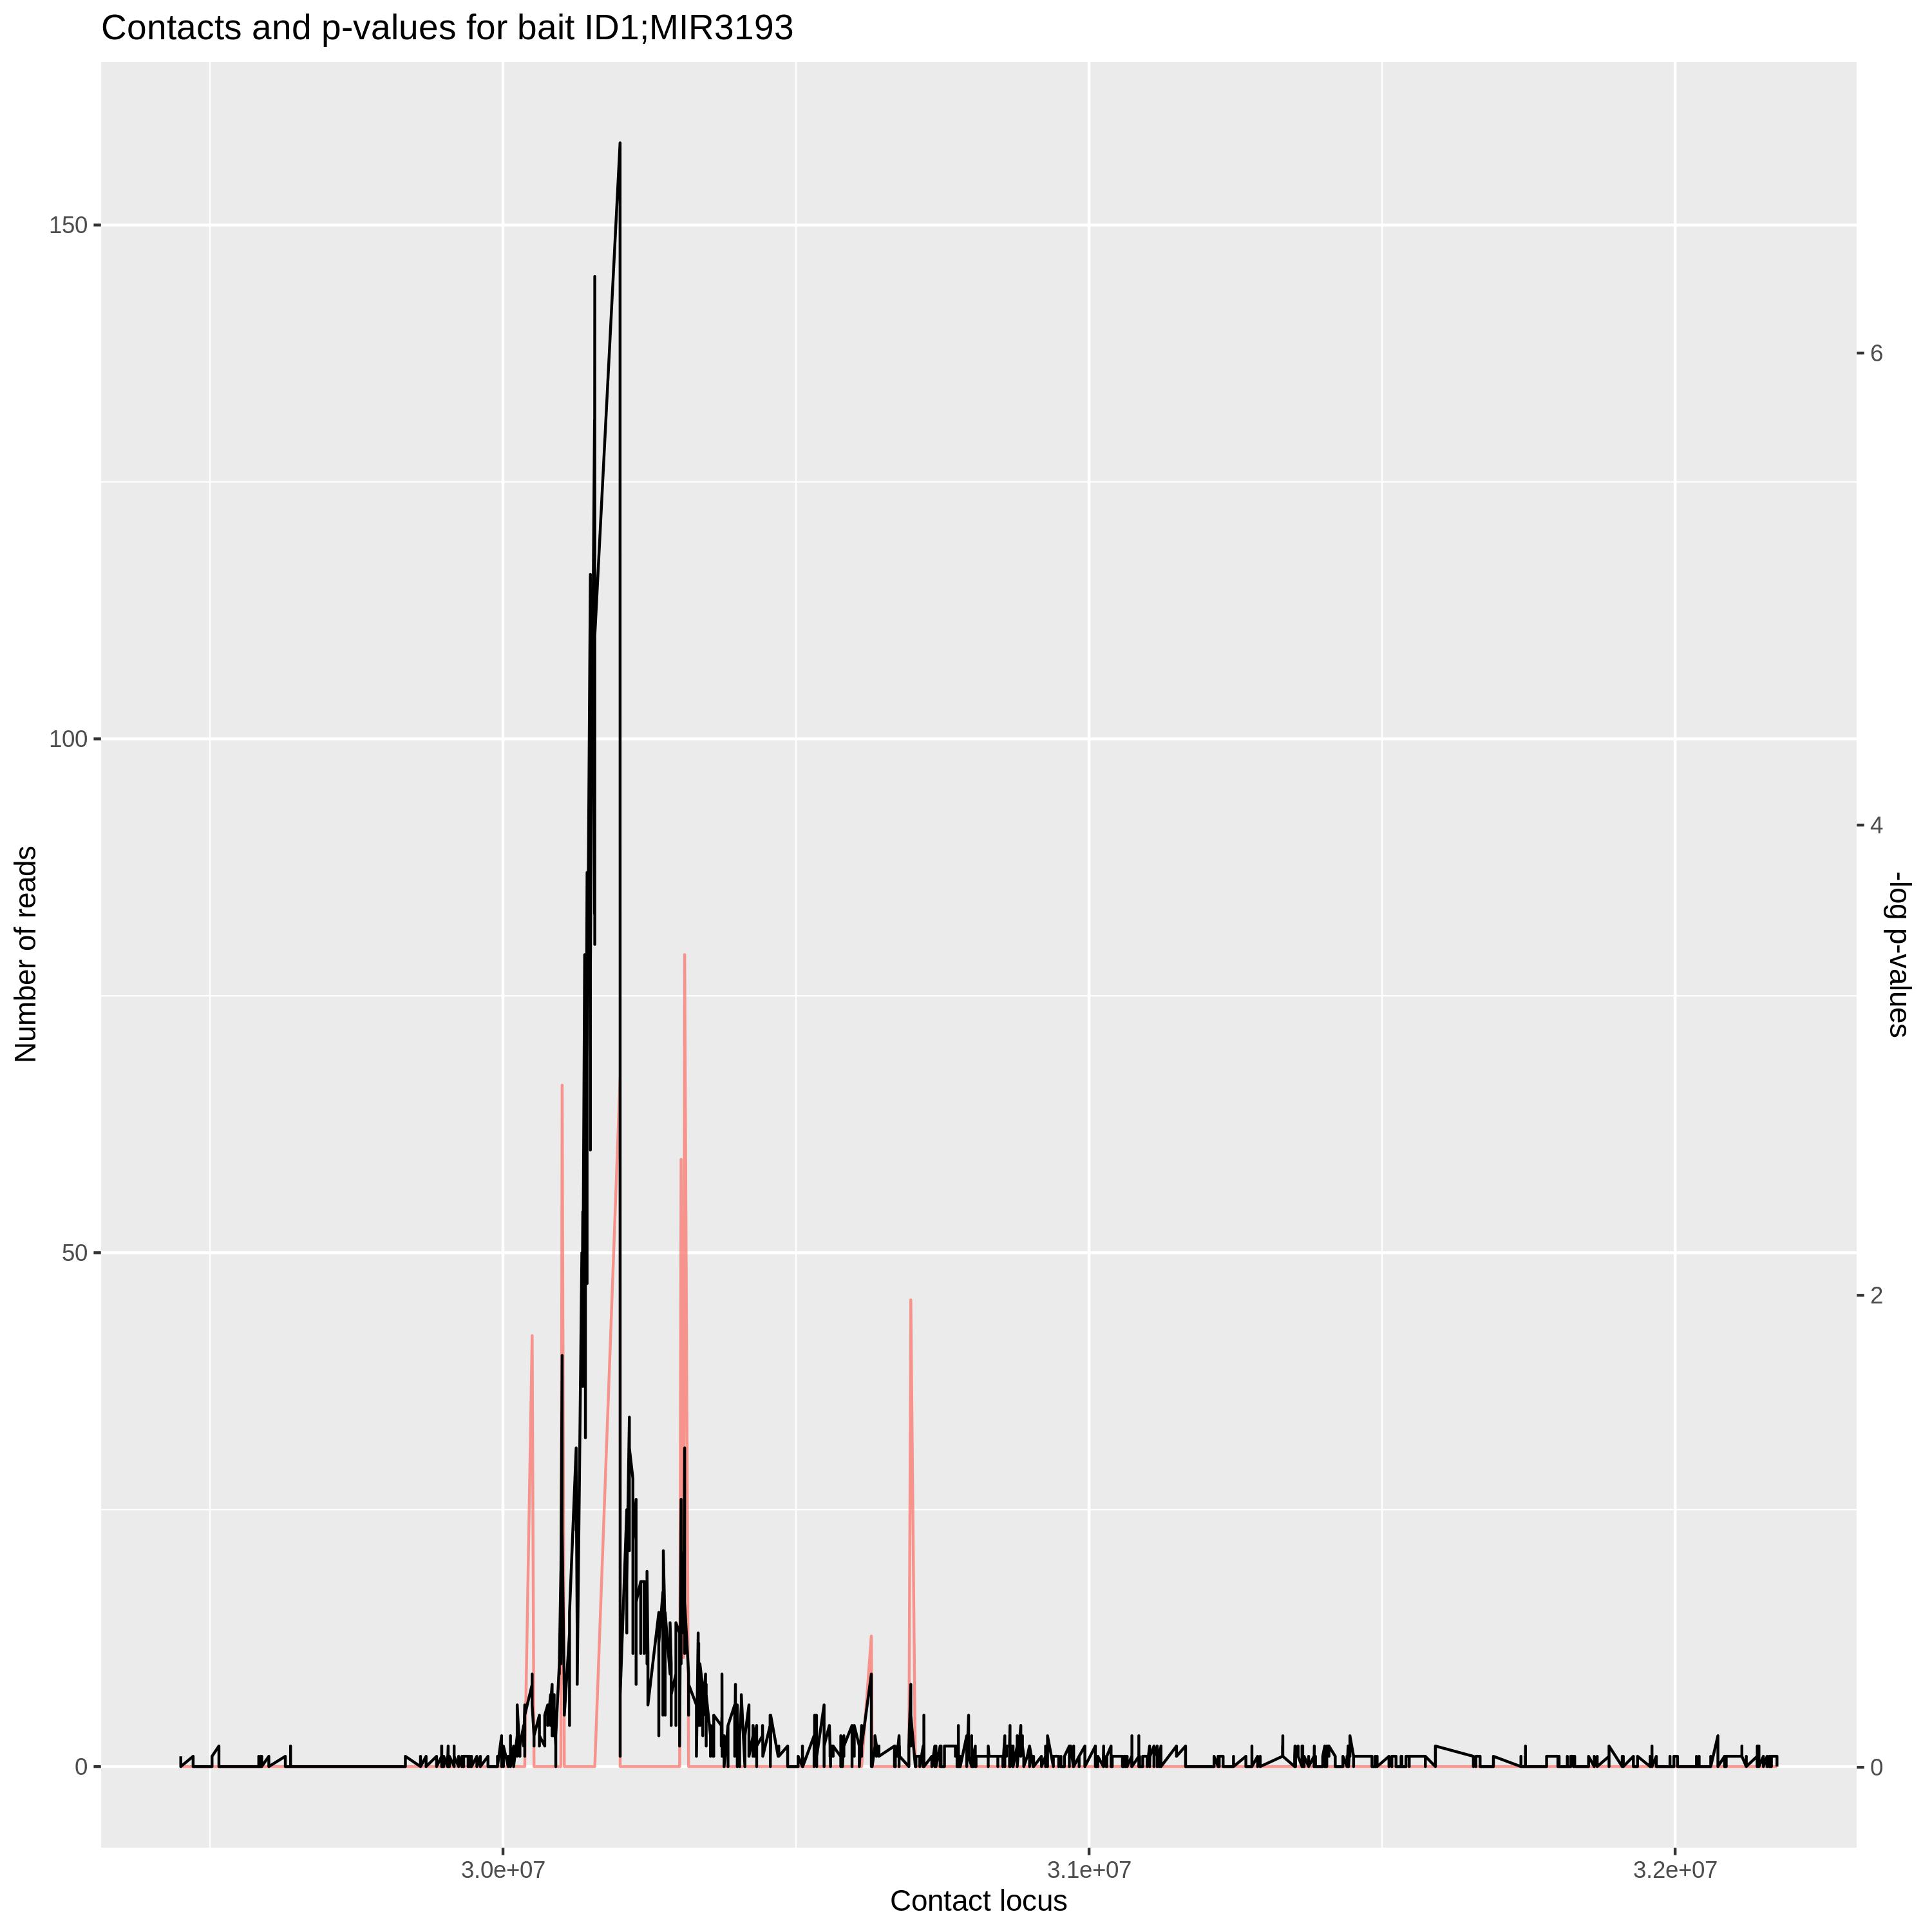 Contacts and p-values for bait ID1;MIR3193
150
100
50
0
6
4
2
0
Number of reads
-log p-values
3.0e+07
3.1e+07
3.2e+07
Contact locus